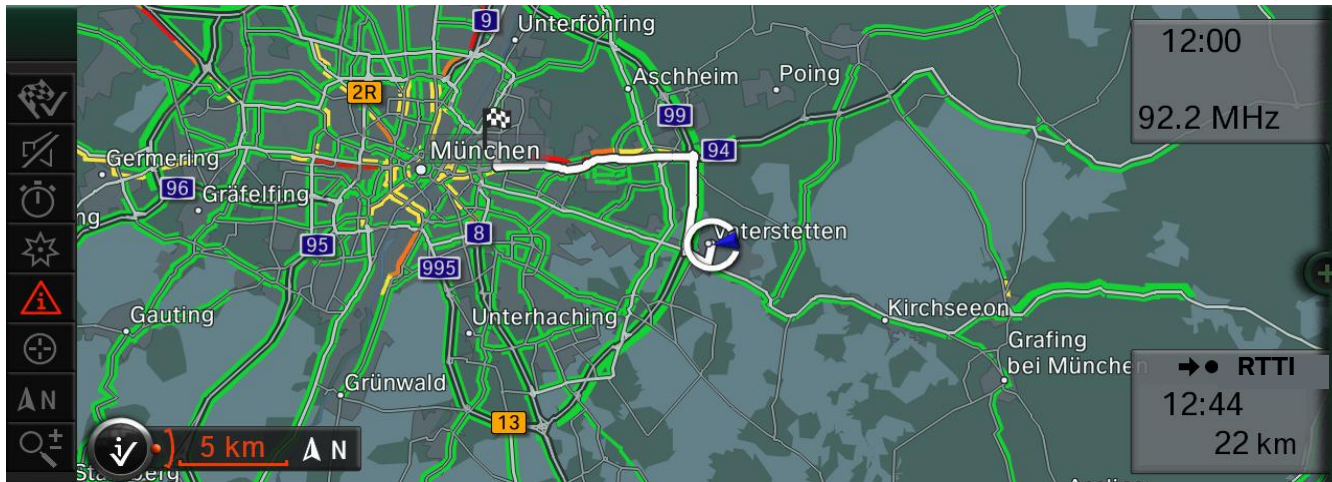 9
Unterföhring
12:00
Aschheim
Poing
2R
99
92.2 MHz
München
94
Germering
96
Gräfelfing
ng
8
95
995
Kirchseeon
Gauting
Unterhaching
Grafing
bei München
RTTI
Grünwald
12:44
13
N
5 km
N
22 km